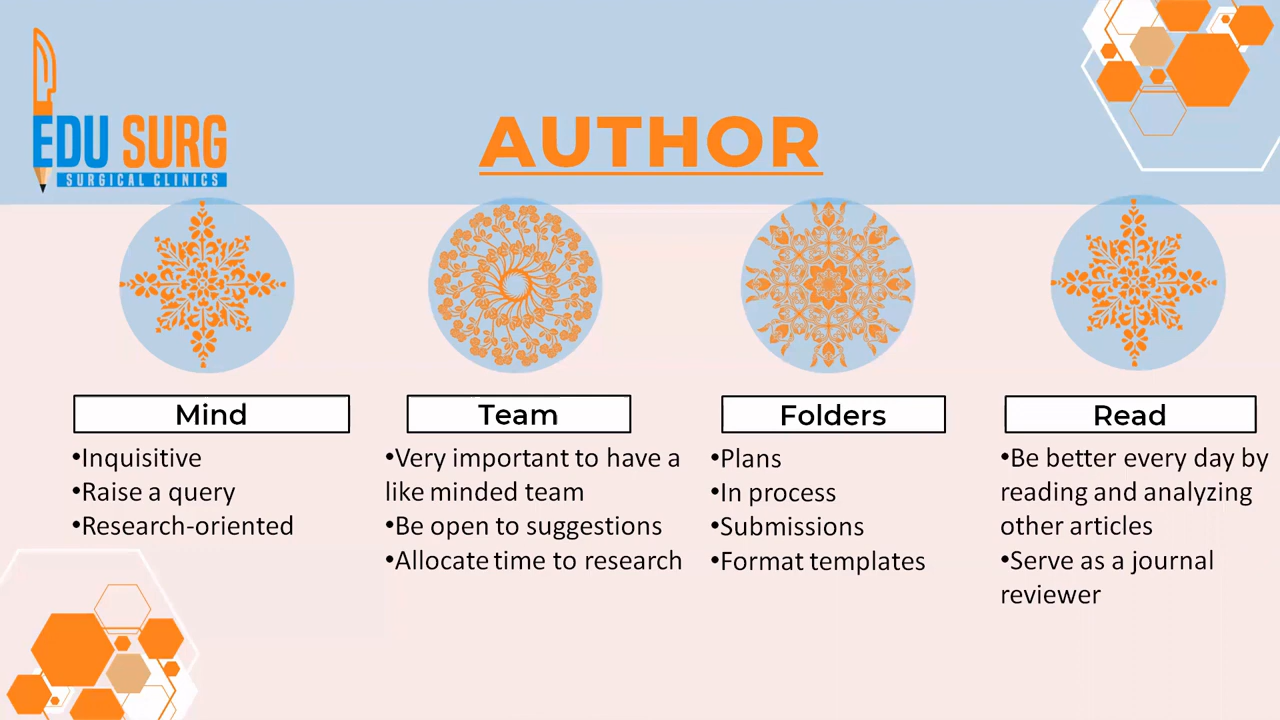 EDU SURG
SURGICAL CLINICS
AUTHOR
Mind
•Inquisitive
•Raise a query
•Research-oriented
Team
•Very important to have a
like minded team
•Be open to suggestions
•Allocate time to research
Folders
•Plans
•In process
•Submissions
•Format templates
Read
•Be better every day by
reading and analyzing
other articles
•Serve as a journal
reviewer